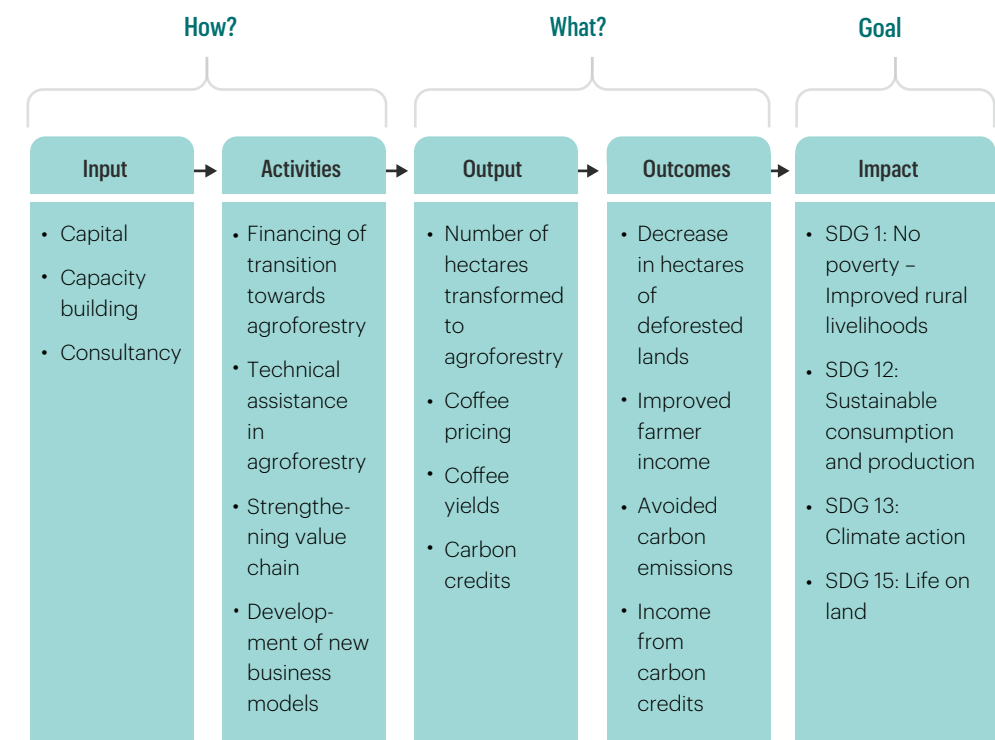 How?
What?
Goal
Input
Activities
Output
Outcomes
Impact
• Capital
• Capacity
building
• Consultancy
• Financing of
transition
towards
agroforestry
• Technical
assistance
in
agroforestry
• Strengthe-
ning value
chain
• Develop-
ment of new
business
models
• Number of
hectares
transformed
to
agroforestry
• Coffee
pricing
• Coffee
yields
• Carbon
credits
• Decrease
in hectares
of
deforested
lands
• Improved
farmer
income
• Avoided
carbon
emissions
• Income
from
carbon
credits
• SDG 1: No
poverty –
Improved rural
livelihoods
• SDG 12:
Sustainable
consumption
and production
• SDG 13:
Climate action
• SDG 15: Life on
land